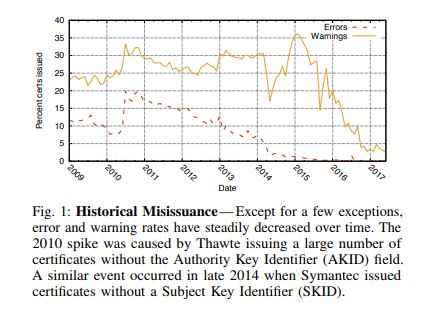 40
35
30
25
20
15
10
5
0
Percent certs issued
Errors
Warnings
2009
2010
2011
2012
2013
2014
2015
2016
2017
Date
Fig. 1: Historical Misissuance—Except for a few exceptions,
error and warning rates have steadily decreased over time. The
2010 spike was caused by Thawte issuing a large number of
certificates without the Authority Key Identifier (AKID) field.
A similar event occurred in late 2014 when Symantec issued
certificates without a Subject Key Identifier (SKID).